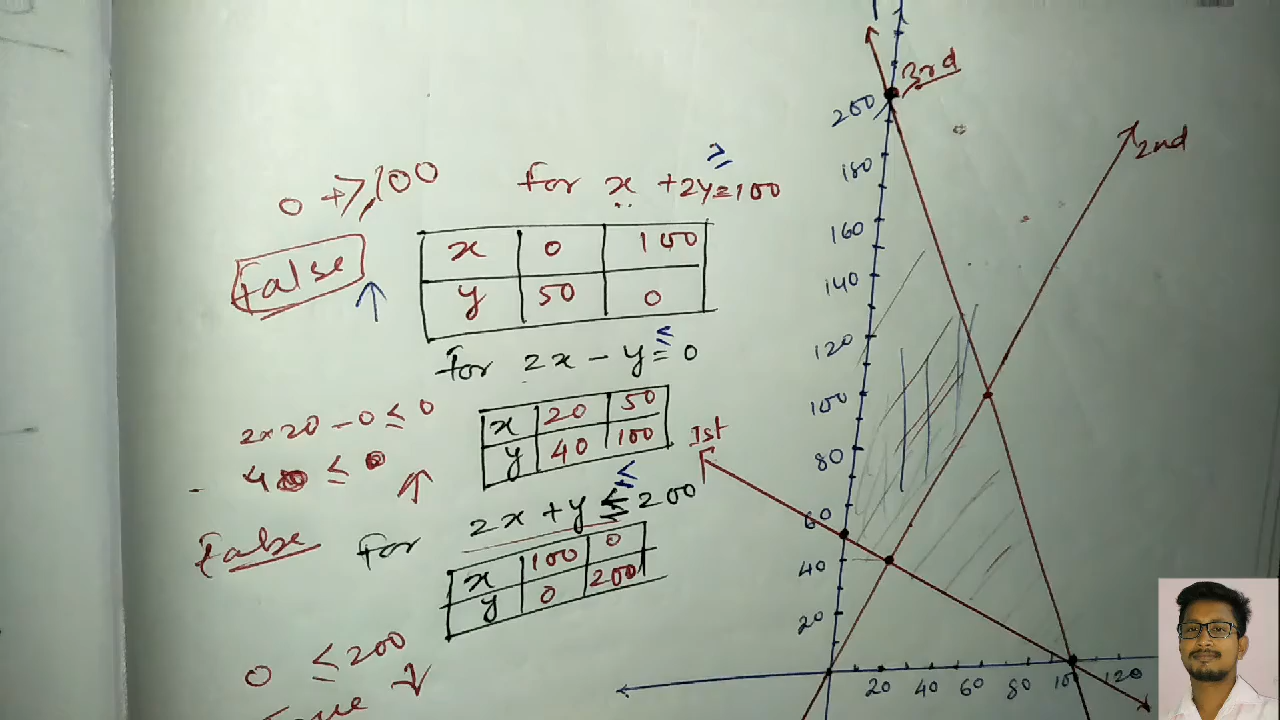 0 + ≥ 100
False
for x + 2y ≥ = 100
x 0 100
y 50 0
for 2x - y ≤ = 0
x 20 50
y 40 100
2×20 - 0 ≤ 0
40 ≤ 0
False
for 2x + y ≤ 200
x 100 0
y 0 200
0 ≤ 200
1st
2nd
3rd
200
180
160
140
120
100
80
60
40
20
20 40 60 80 100 120